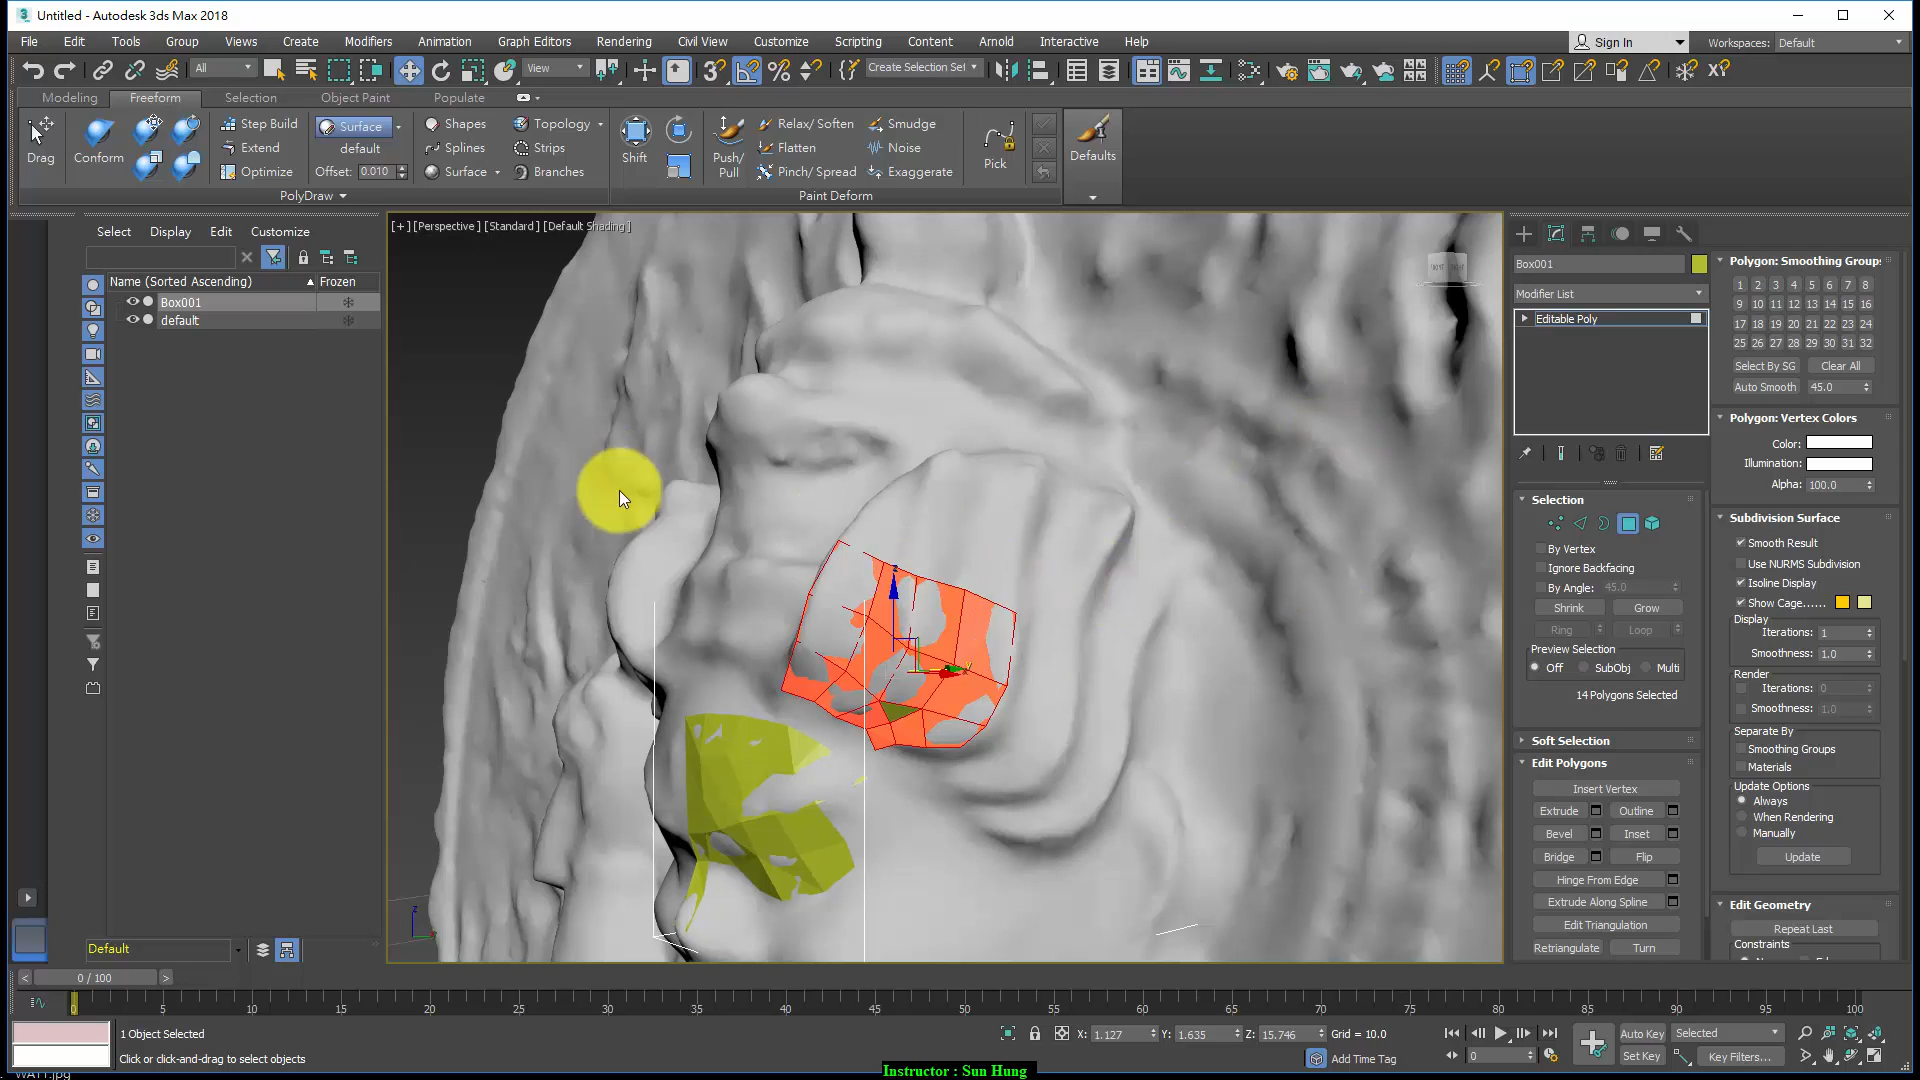 Untitled - Autodesk 3ds Max 2018
File Edit Tools Group Views Create Modifiers Animation Graph Editors Rendering Civil View Customize Scripting Content Arnold Interactive Help
Sign In Workspaces: Default
All View Create Selection Set
Modeling Freeform Selection Object Paint Populate
Drag Conform Step Build Extend Optimize
Surface default Offset: 0.010
Shapes Splines Surface Topology Strips Branches
Shift Push/Pull Relax/ Soften Flatten Pinch/ Spread Smudge Noise Exaggerate
Pick Defaults
PolyDraw Paint Deform
Select Display Edit Customize
Name (Sorted Ascending) Frozen
Box001
default
Default
[+] [Perspective] [Standard] [Default Shading]
Box001
Modifier List
Editable Poly
Selection
By Vertex
Ignore Backfacing
By Angle: 45.0
Shrink Grow
Ring Loop
Preview Selection
Off SubObj Multi
14 Polygons Selected
Soft Selection
Edit Polygons
Insert Vertex
Extrude Outline
Bevel Inset
Bridge Flip
Hinge From Edge
Extrude Along Spline
Edit Triangulation
Retriangulate Turn
Polygon: Smoothing Groups
1 2 3 4 5 6 7 8
9 10 11 12 13 14 15 16
17 18 19 20 21 22 23 24
25 26 27 28 29 30 31 32
Select By SG Clear All
Auto Smooth 45.0
Polygon: Vertex Colors
Color:
Illumination:
Alpha: 100.0
Subdivision Surface
Smooth Result
Use NURMS Subdivision
Isoline Display
Show Cage......
Display
Iterations: 1
Smoothness: 1.0
Render
Iterations: 0
Smoothness: 1.0
Separate By
Smoothing Groups
Materials
Update Options
Always
When Rendering
Manually
Update
Edit Geometry
Repeat Last
Constraints
0 / 100
0 5 10 15 20 25 30 35 40 45 50 55 60 65 70 75 80 85 90 95 100
1 Object Selected
Click or click-and-drag to select objects
X: 1.127 Y: 1.635 Z: 15.746 Grid = 10.0
Add Time Tag
0
Auto Key Selected
Set Key Key Filters...
Instructor : Sun Hung